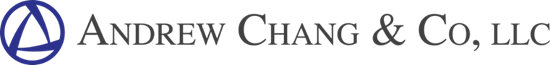 ANDREW CHANG & CO, LLC